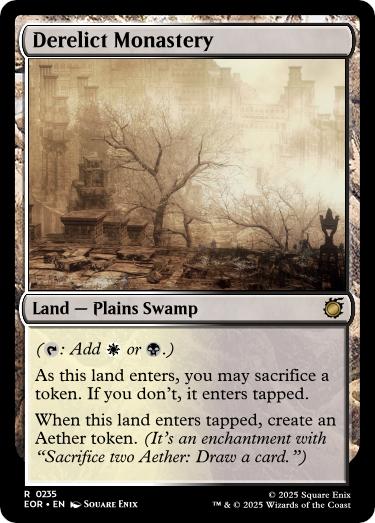 Derelict Monastery
Land — Plains Swamp
(: Add or .)
As this land enters, you may sacrifice a
token. If you don't, it enters tapped.
When this land enters tapped, create an
Aether token. (It's an enchantment with
"Sacrifice two Aether: Draw a card.")
R 0235
EOR • EN SQUARE ENIX
© 2025 Square Enix
™ & © 2025 Wizards of the Coast